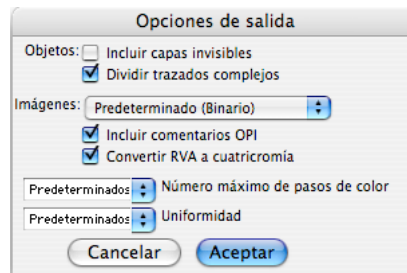 Opciones de salida
Objetos: Incluir capas invisibles
Dividir trazados complejos
Imágenes: Predeterminado (Binario)
Incluir comentarios OPI
Convertir RVA a cuatricromía
Predeterminados Número máximo de pasos de color
Predeterminados Uniformidad
Cancelar Aceptar